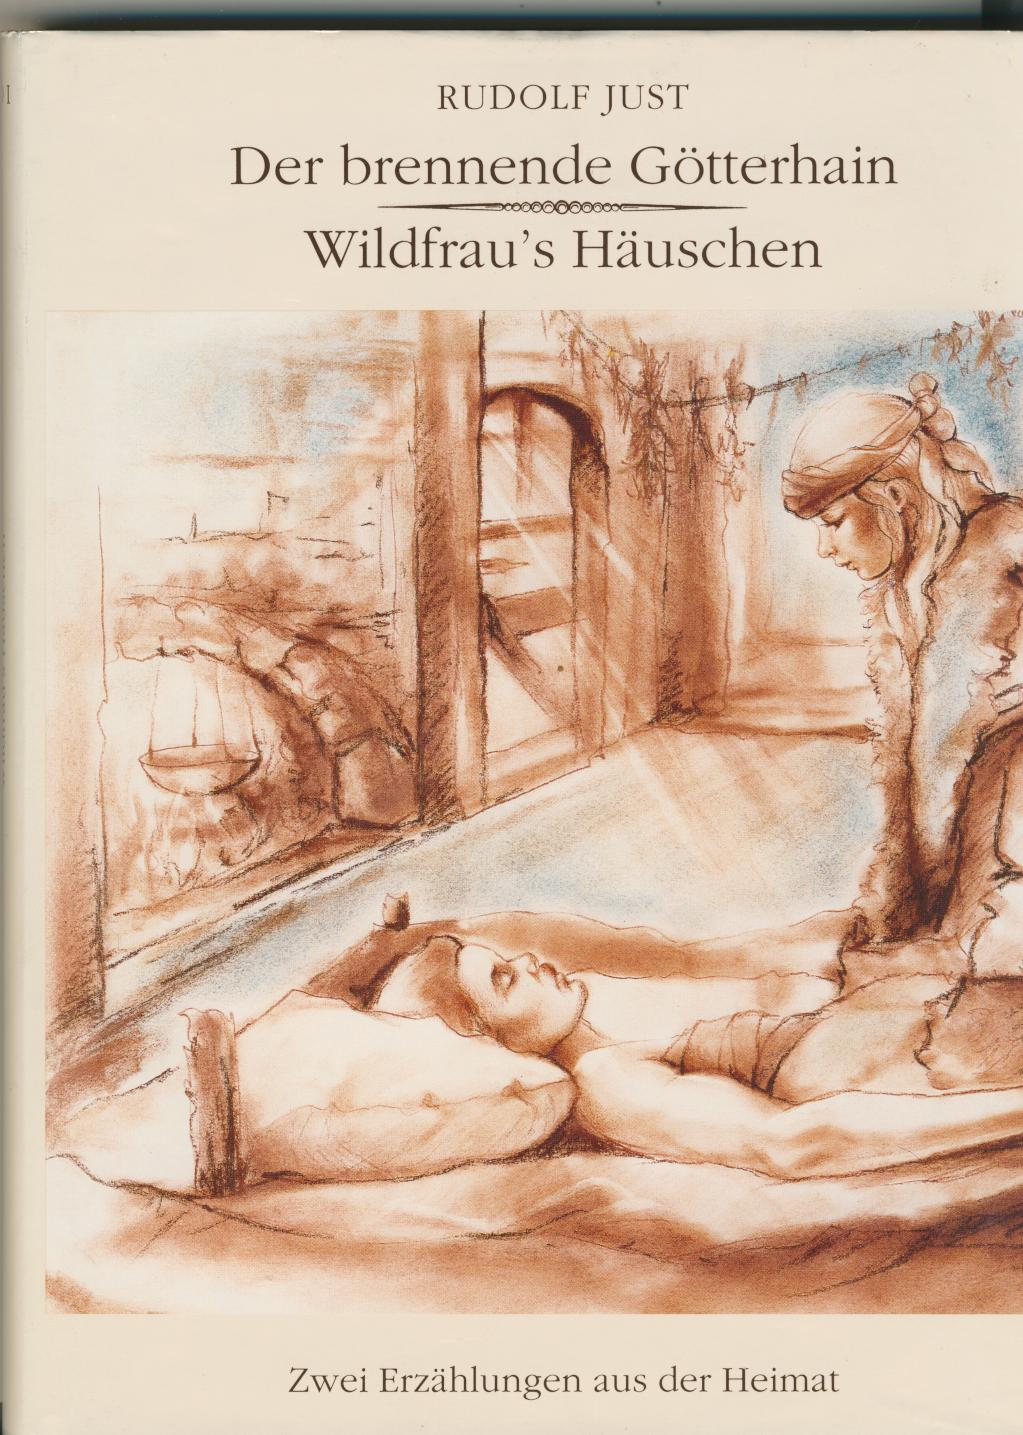 RUDOLF JUST
Der brennende Götterhain
Wildfrau's Häuschen
Zwei Erzählungen aus der Heimat